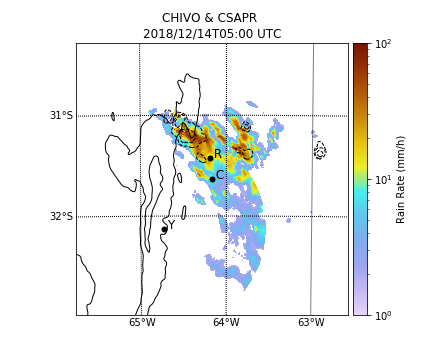 CHIVO & CSAPR
2018/12/14T05:00 UTC
10²
31°S
R
C
10¹
Rain Rate (mm/h)
32°S
Y
10⁰
65°W 64°W 63°W